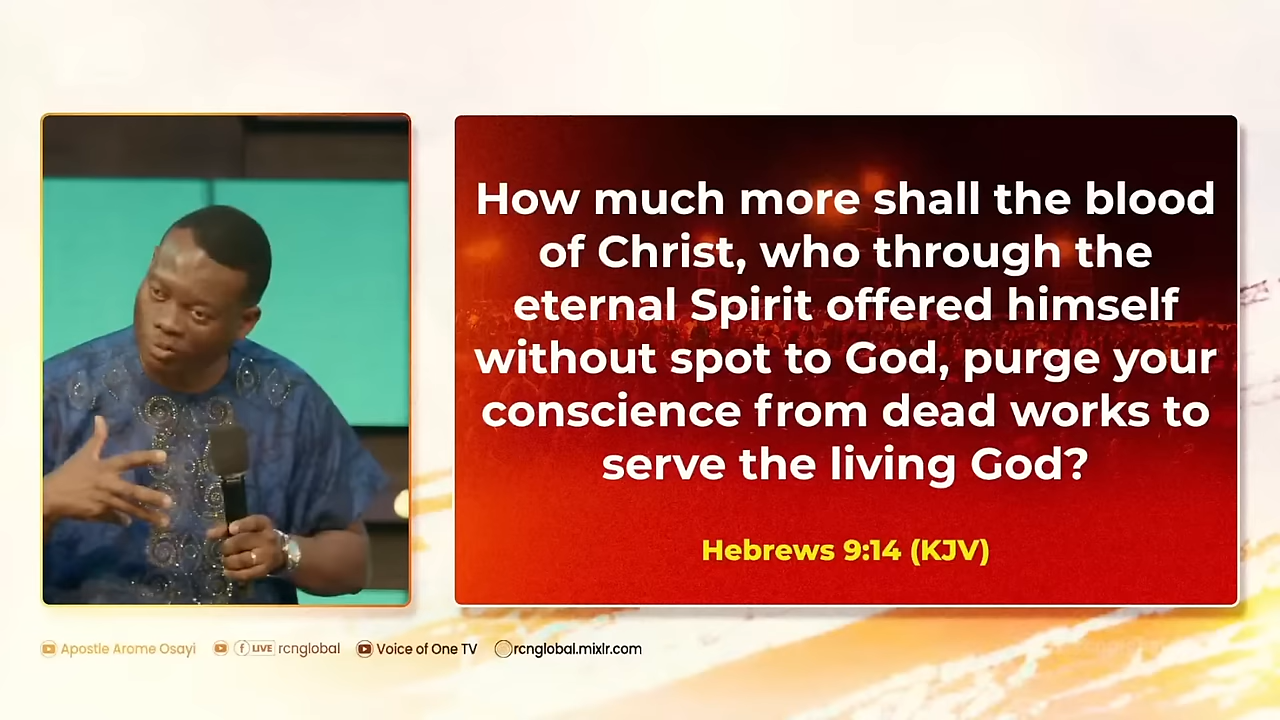 How much more shall the blood
of Christ, who through the
eternal Spirit offered himself
without spot to God, purge your
conscience from dead works to
serve the living God?
Hebrews 9:14 (KJV)
Apostle Arome Osayi LIVE rcnglobal Voice of One TV rcnglobal.mixlr.com